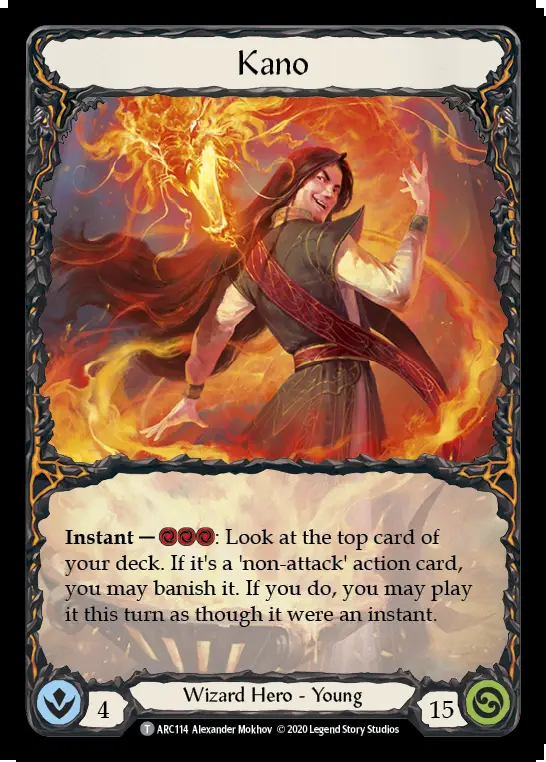 Kano
Instant — : Look at the top card of
your deck. If it's a 'non-attack' action card,
you may banish it. If you do, you may play
it this turn as though it were an instant.
4
Wizard Hero - Young
15
T ARC114 Alexander Mokhov © 2020 Legend Story Studios